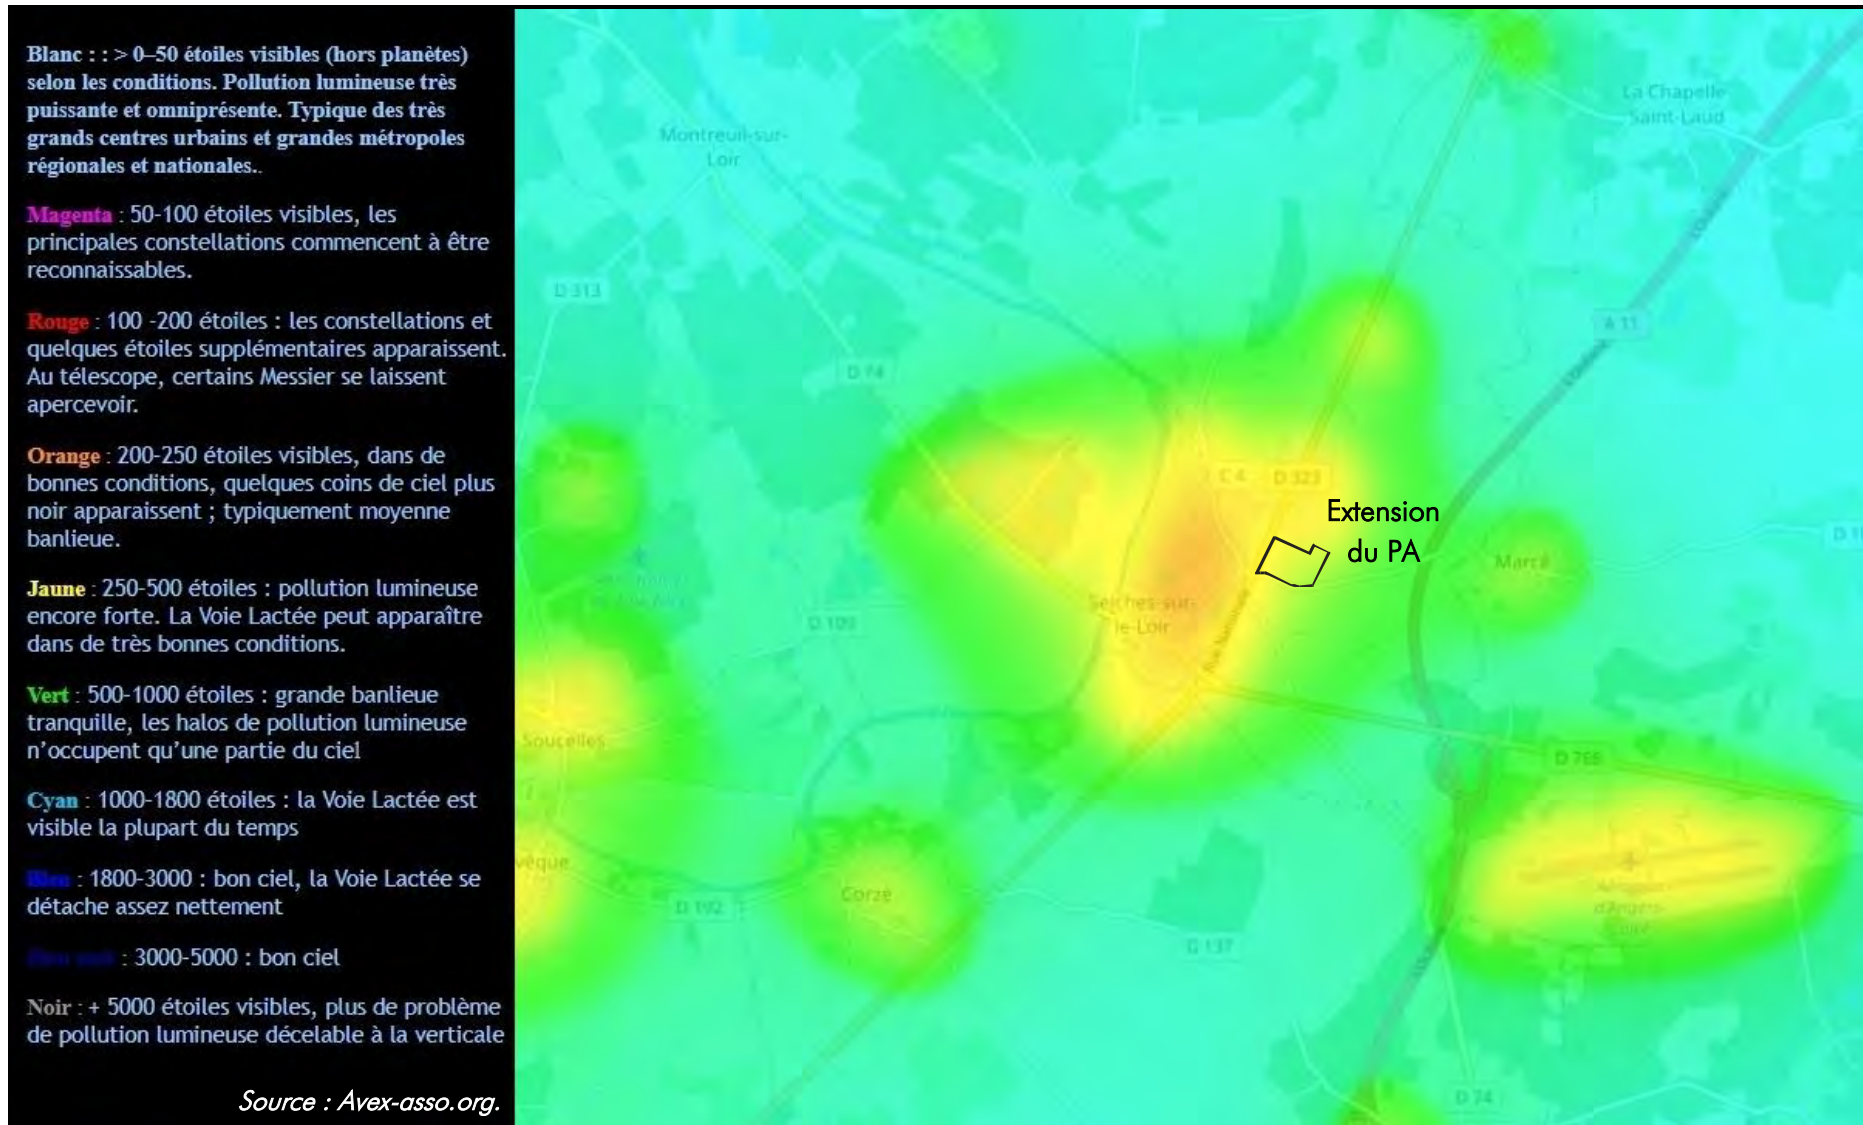 Blanc : : > 0–50 étoiles visibles (hors planètes)
selon les conditions. Pollution lumineuse très
puissante et omniprésente. Typique des très
grands centres urbains et grandes métropoles
régionales et nationales..
Magenta : 50-100 étoiles visibles, les
principales constellations commencent à être
reconnaissables.
Rouge : 100 -200 étoiles : les constellations et
quelques étoiles supplémentaires apparaissent.
Au télescope, certains Messier se laissent
apercevoir.
Orange : 200-250 étoiles visibles, dans de
bonnes conditions, quelques coins de ciel plus
noir apparaissent ; typiquement moyenne
banlieue.
Jaune : 250-500 étoiles : pollution lumineuse
encore forte. La Voie Lactée peut apparaître
dans de très bonnes conditions.
Vert : 500-1000 étoiles : grande banlieue
tranquille, les halos de pollution lumineuse
n'occupent qu'une partie du ciel
Cyan : 1000-1800 étoiles : la Voie Lactée est
visible la plupart du temps
Bleu : 1800-3000 : bon ciel, la Voie Lactée se
détache assez nettement
Bleu nuit : 3000-5000 : bon ciel
Noir : + 5000 étoiles visibles, plus de problème
de pollution lumineuse décelable à la verticale
Source : Avex-asso.org.
La Chapelle
Saint-Laud
Montreuil-sur-
Loir
D 313
A 11
D 74
C 4
D 323
Extension
du PA
Marcé
Seiches-sur-
le-Loir
D 109
Rue Nationale
Soucelles
D 766
vêque
Corzé
D 192
D 137
Aéroport
d'Angers-
Loire
D 74